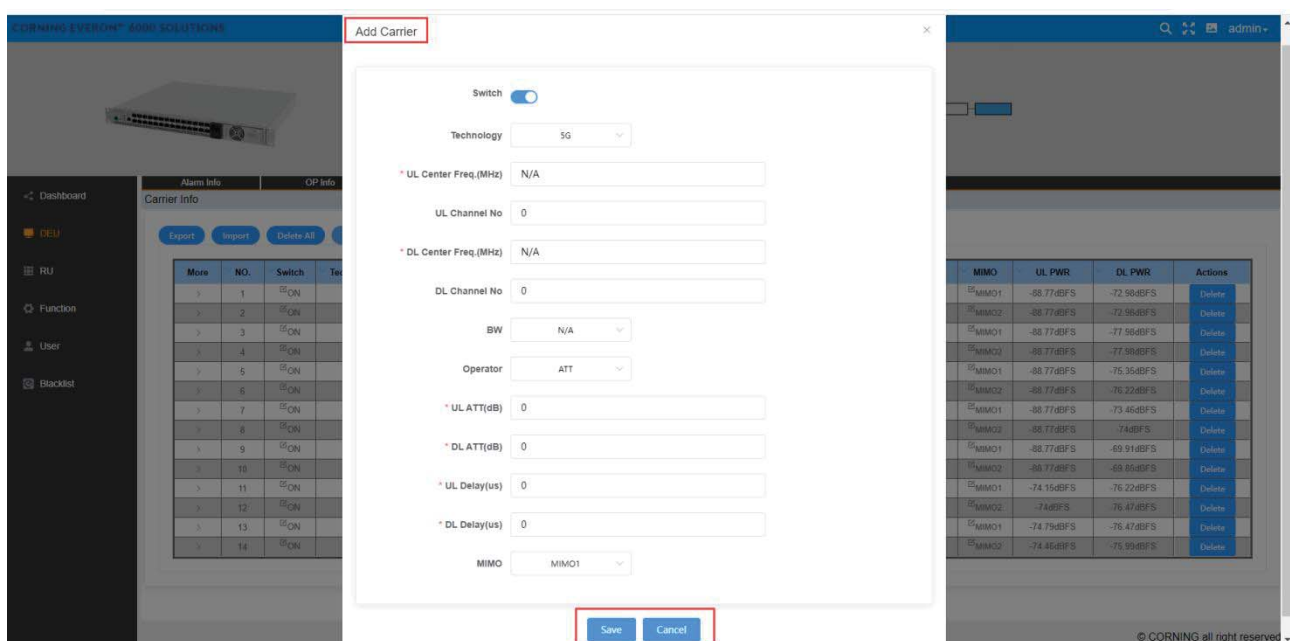 CORNING EVERON™ 6000 SOLUTIONS
admin
Add Carrier
Switch
Technology 5G
* UL Center Freq.(MHz) N/A
UL Channel No 0
* DL Center Freq.(MHz) N/A
DL Channel No 0
BW N/A
Operator ATT
* UL ATT(dB) 0
* DL ATT(dB) 0
* UL Delay(us) 0
* DL Delay(us) 0
MIMO MIMO1
Save Cancel
Dashboard
DEU
RU
Function
User
Blacklist
Alarm Info OP Info
Carrier Info
Export Import Delete All
More NO. Switch MIMO UL PWR DL PWR Actions
1 ON MIMO1 -88.77dBFS -72.98dBFS Delete
2 ON MIMO2 -88.77dBFS Delete
3 ON MIMO1 -88.77dBFS -77.98dBFS Delete
4 ON MIMO2 -88.77dBFS -77.98dBFS Delete
5 ON MIMO1 -88.77dBFS -75.35dBFS Delete
6 ON MIMO2 -88.77dBFS -76.22dBFS Delete
7 ON MIMO1 -88.77dBFS -73.46dBFS Delete
8 ON MIMO2 -88.77dBFS -74dBFS Delete
9 ON MIMO1 -88.77dBFS -69.91dBFS Delete
10 ON MIMO2 -88.77dBFS Delete
11 ON MIMO1 -74.15dBFS -76.22dBFS Delete
12 ON MIMO2 -74dBFS -76.47dBFS Delete
13 ON MIMO1 -74.79dBFS -76.47dBFS Delete
14 ON MIMO2 -74.46dBFS -75.99dBFS Delete
© CORNING all right reserved